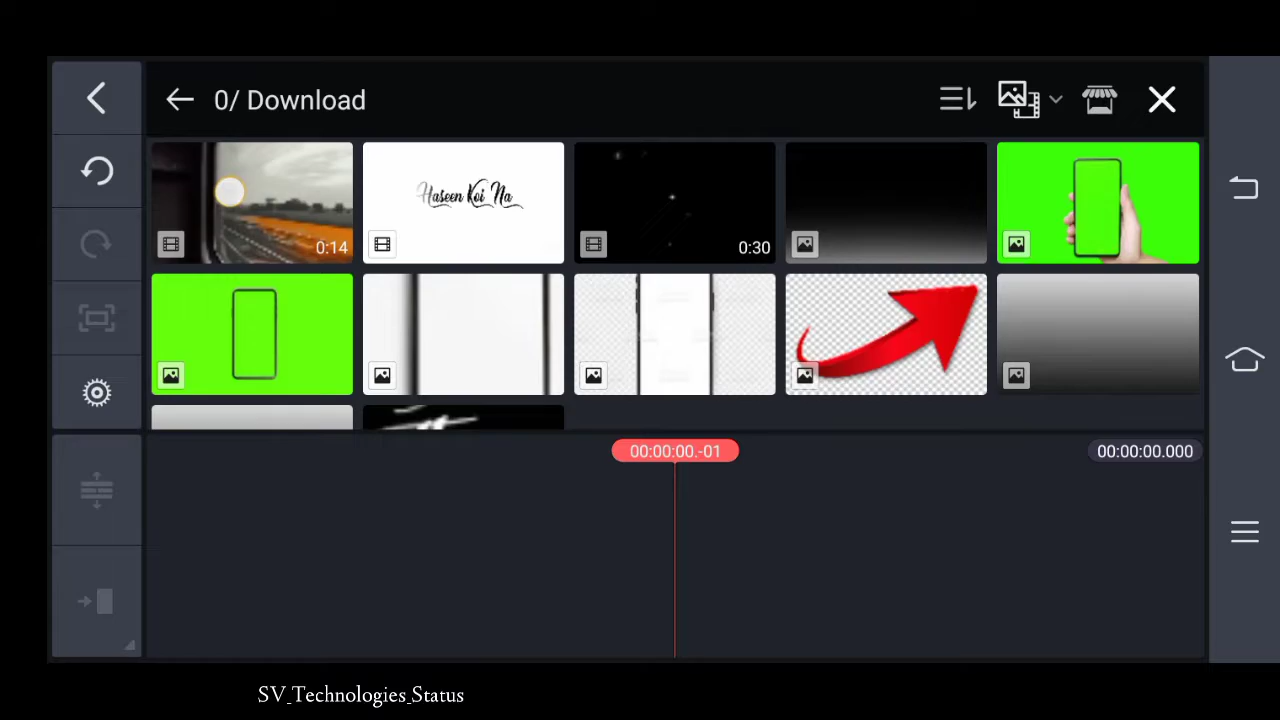 0/ Download
0:14
Haseen Koi Na
0:30
00:00:00.-01
00:00:00.000
SV_Technologies_Status